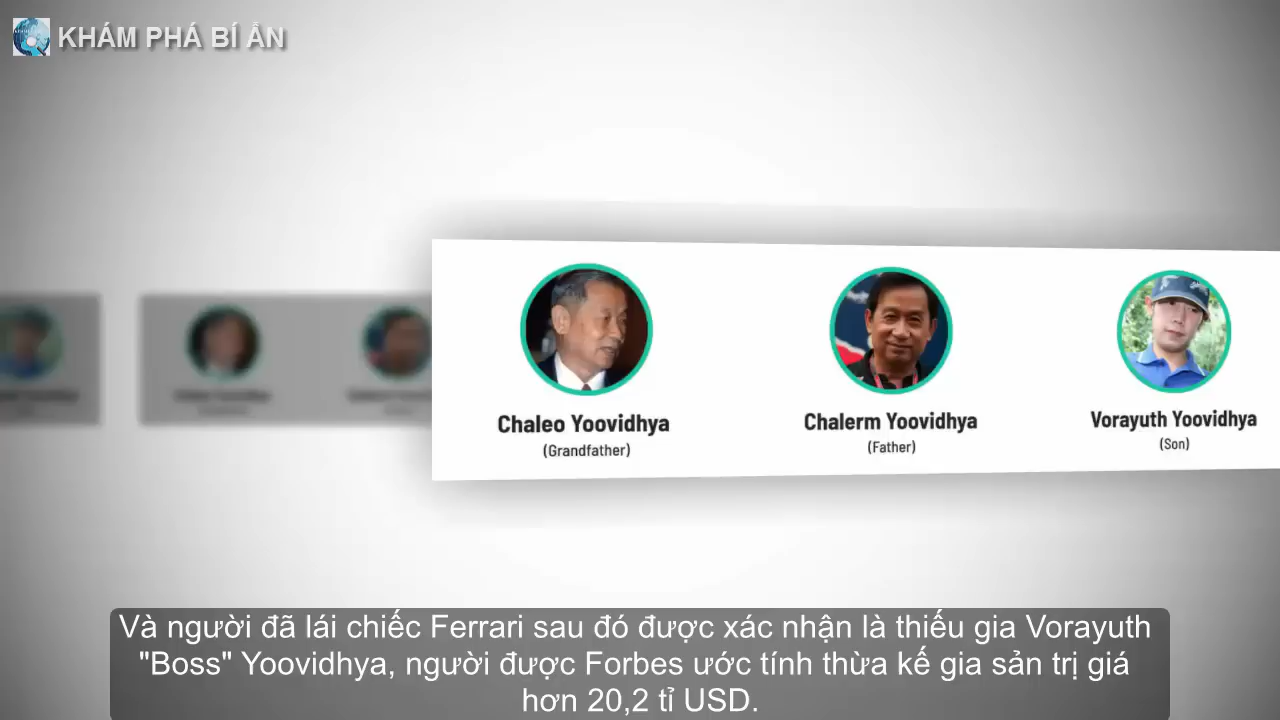 KHÁM PHÁ BÍ ẨN
Chaleo Yoovidhya
(Grandfather)
Chalerm Yoovidhya
(Father)
Vorayuth Yoovidhya
(Son)
Và người đã lái chiếc Ferrari sau đó được xác nhận là thiếu gia Vorayuth
"Boss" Yoovidhya, người được Forbes ước tính thừa kế gia sản trị giá
hơn 20,2 tỉ USD.